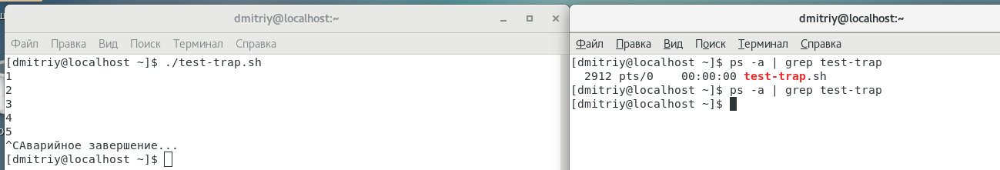 dmitriy@localhost:~
Файл Правка Вид Поиск Терминал Справка
[dmitriy@localhost ~]$ ./test-trap.sh
1
2
3
4
5
^CАварийное завершение...
[dmitriy@localhost ~]$
dmitriy@localhost:~
Файл Правка Вид Поиск Терминал Справка
[dmitriy@localhost ~]$ ps -a | grep test-trap
  2912 pts/0    00:00:00 test-trap.sh
[dmitriy@localhost ~]$ ps -a | grep test-trap
[dmitriy@localhost ~]$